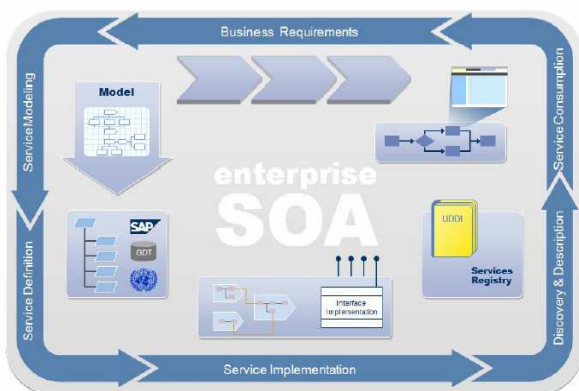 Business Requirements
Service Modeling
Model
Service Consumption
enterprise
SOA
SAP
GDT
UDDI
Services
Registry
Service Definition
Interface
Implementation
Discovery & Description
Service Implementation